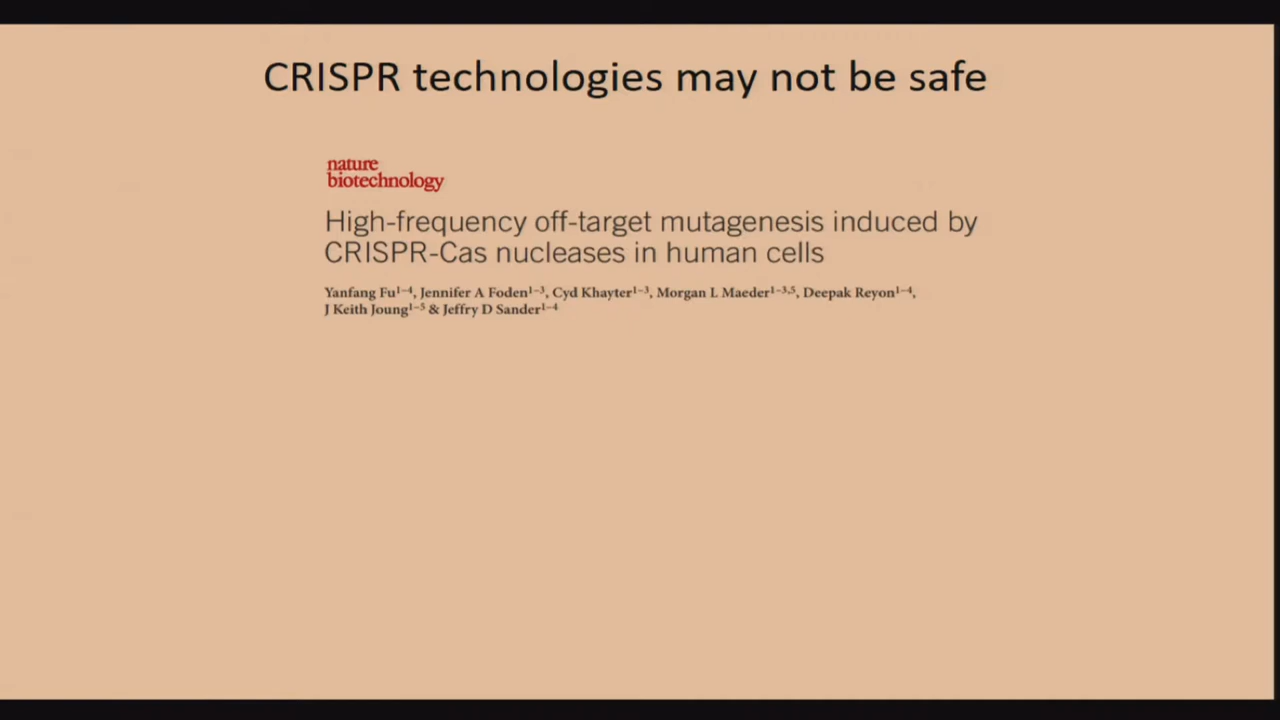 CRISPR technologies may not be safe
nature
biotechnology
High-frequency off-target mutagenesis induced by
CRISPR-Cas nucleases in human cells
Yanfang Fu¹⁻⁴, Jennifer A Foden¹⁻³, Cyd Khayter¹⁻³, Morgan L Maeder¹⁻³,⁵, Deepak Reyon¹⁻⁴,
J Keith Joung¹⁻⁵ & Jeffry D Sander¹⁻⁴